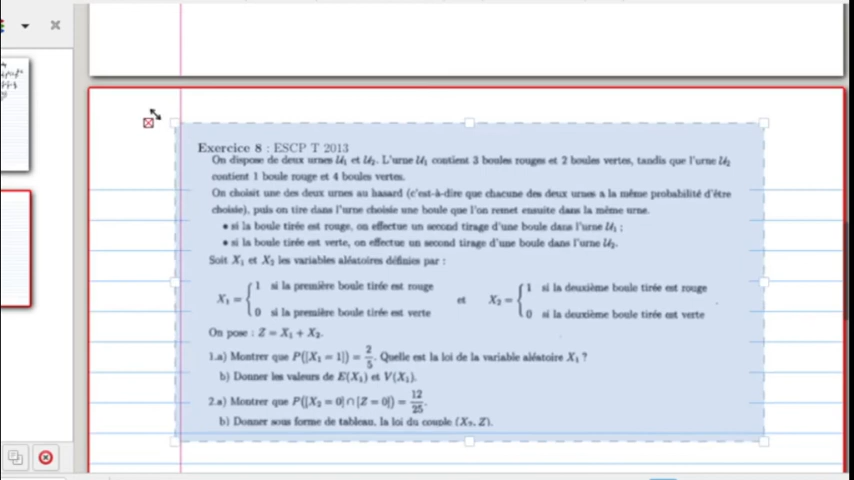 Exercice 8 : ESCP T 2013
On dispose de deux urnes U₁ et U₂. L'urne U₁ contient 3 boules rouges et 2 boules vertes, tandis que l'urne U₂
contient 1 boule rouge et 4 boules vertes.
On choisit une des deux urnes au hasard (c'est-à-dire que chacune des deux urnes a la même probabilité d'être
choisie), puis on tire dans l'urne choisie une boule que l'on remet ensuite dans la même urne.
• si la boule tirée est rouge, on effectue un second tirage d'une boule dans l'urne U₁ ;
• si la boule tirée est verte, on effectue un second tirage d'une boule dans l'urne U₂.
Soit X₁ et X₂ les variables aléatoires définies par :
X₁ = { 1 si la première boule tirée est rouge et X₂ = { 1 si la deuxième boule tirée est rouge
0 si la première boule tirée est verte 0 si la deuxième boule tirée est verte
On pose : Z = X₁ + X₂.
1.a) Montrer que P([X₁ = 1]) = 2/5. Quelle est la loi de la variable aléatoire X₁ ?
b) Donner les valeurs de E(X₁) et V(X₁).
2.a) Montrer que P([X₂ = 0] ∩ [Z = 0]) = 12/25.
b) Donner sous forme de tableau, la loi du couple (X₂, Z).